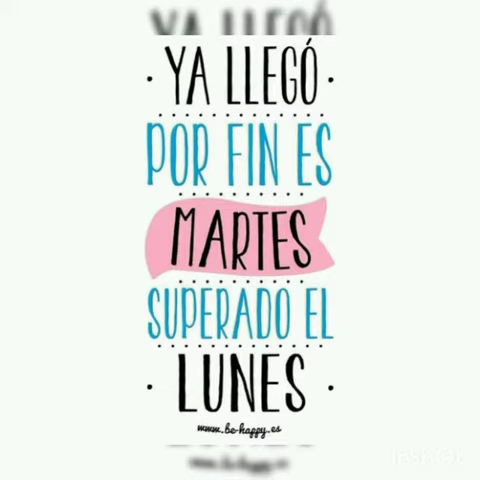 YA LLEGÓ
POR FIN ES
MARTES
SUPERADO EL
LUNES
www.be-happy.es